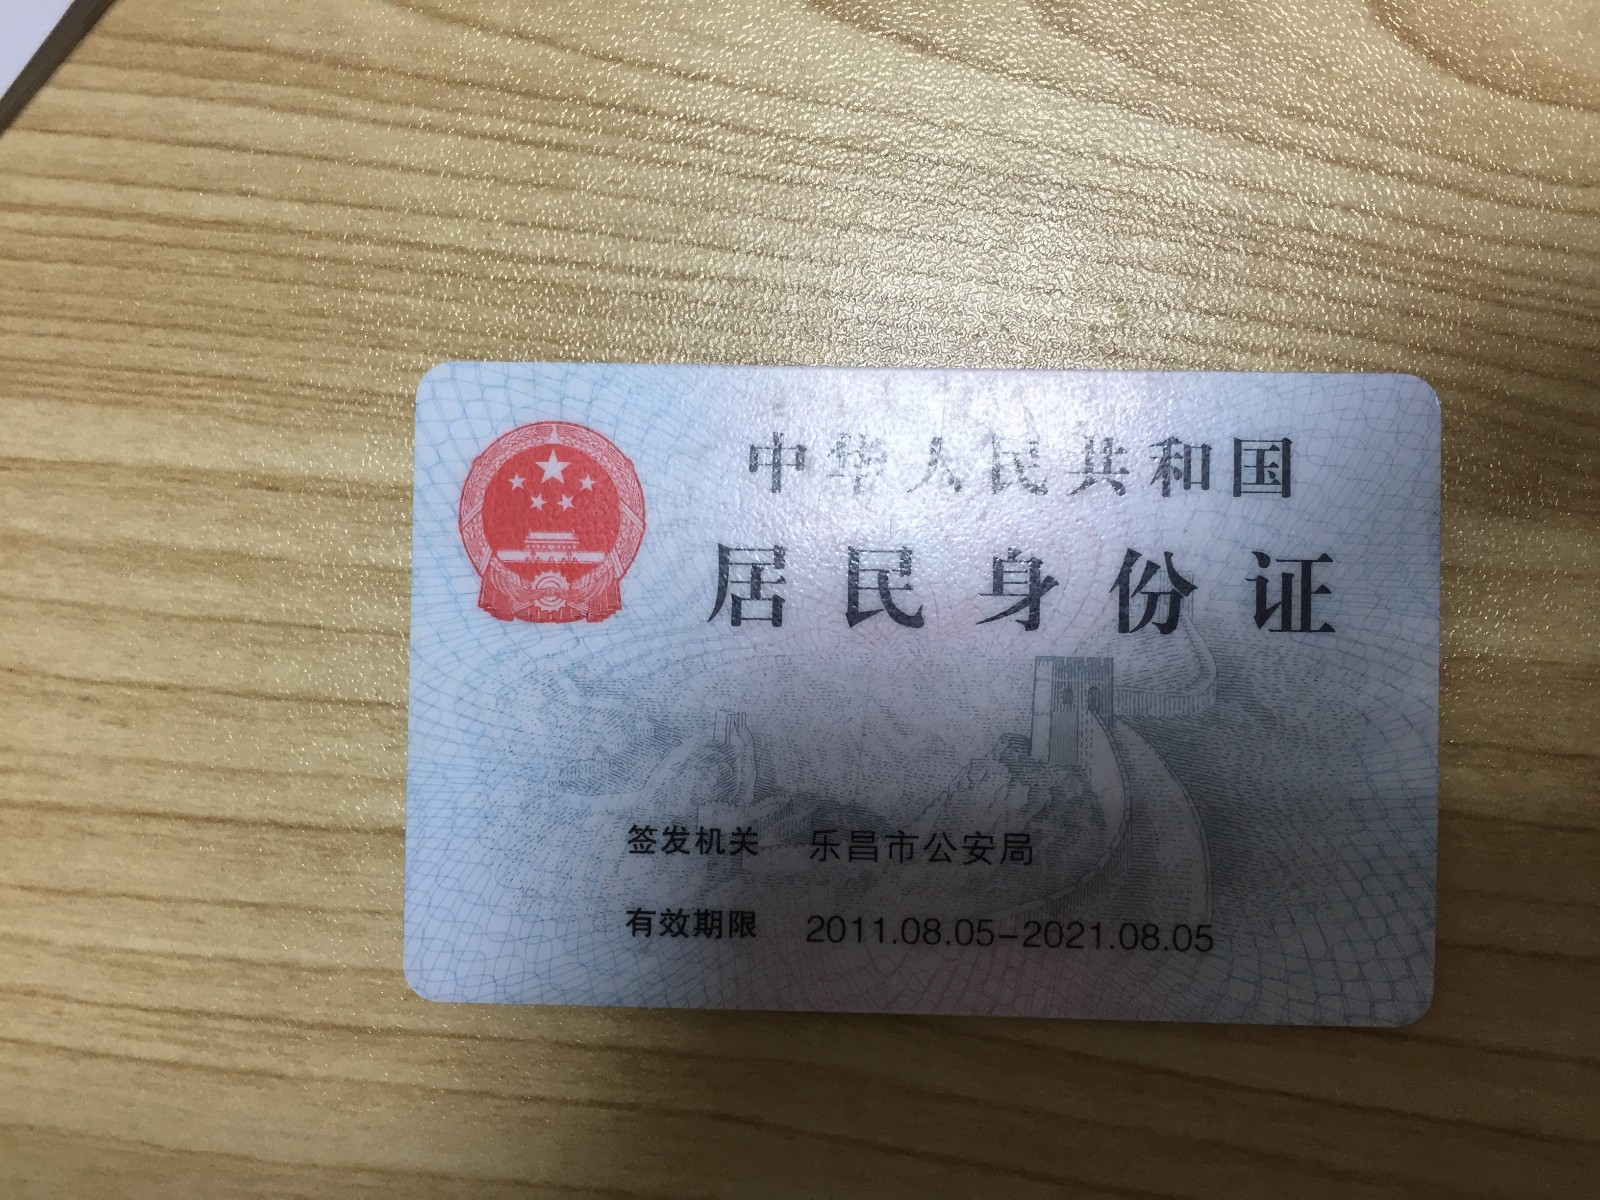 中华人民共和国
居民身份证
签发机关 乐昌市公安局
有效期限 2011.08.05-2021.08.05